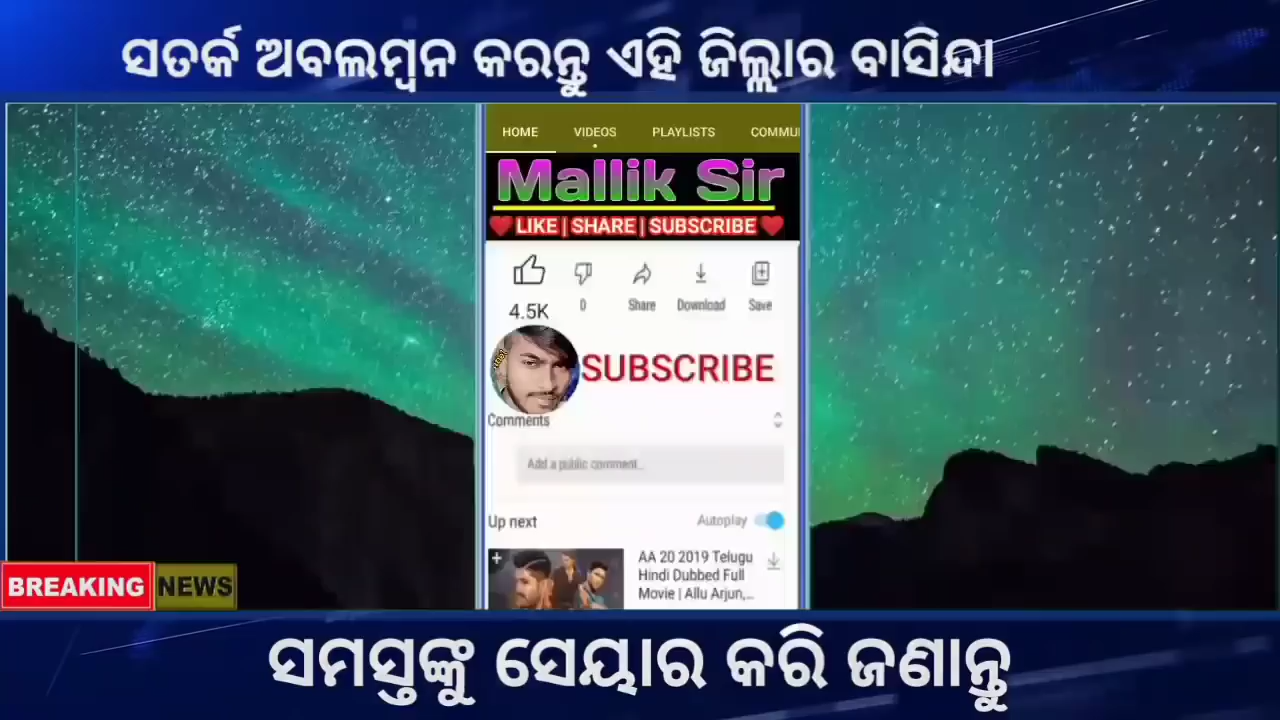 ସତର୍କ ଅବଲମ୍ବନ କରନ୍ତୁ ଏହି ଜିଲ୍ଲାର ବାସିନ୍ଦା
HOME VIDEOS PLAYLISTS COMMU
Mallik Sir
LIKE | SHARE | SUBSCRIBE
4.5K 0 Share Download Save
SUBSCRIBE
Comments
Add a public comment...
Up next Autoplay
AA 20 2019 Telugu
Hindi Dubbed Full
Movie | Allu Arjun,...
BREAKING NEWS
ସମସ୍ତଙ୍କୁ ସେୟାର କରି ଜଣାନ୍ତୁ